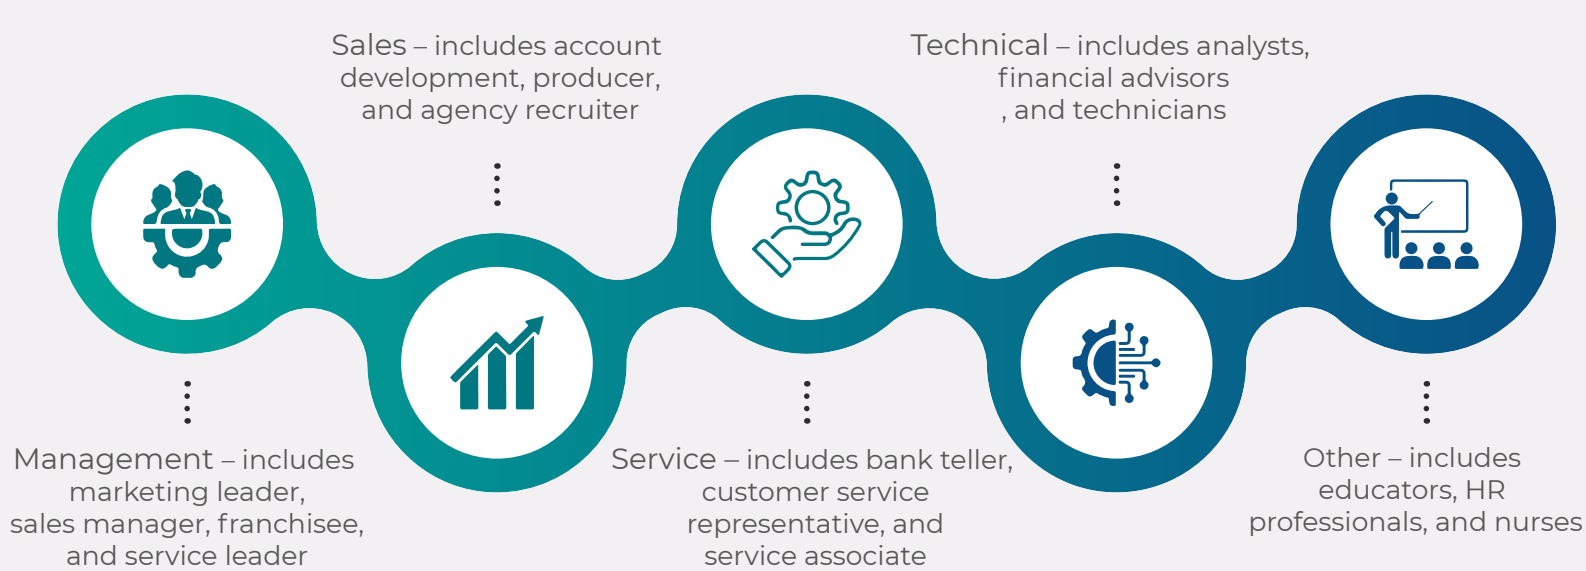 Sales – includes account
development, producer,
and agency recruiter
Technical – includes analysts,
financial advisors
, and technicians
Management – includes
marketing leader,
sales manager, franchisee,
and service leader
Service – includes bank teller,
customer service
representative, and
service associate
Other – includes
educators, HR
professionals, and nurses